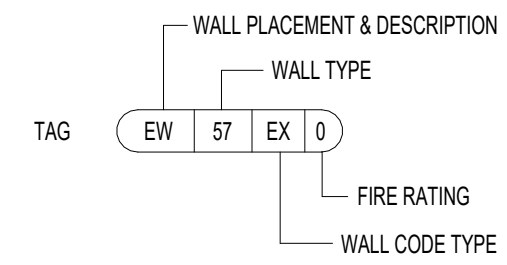 WALL PLACEMENT & DESCRIPTION
WALL TYPE
TAG EW 57 EX 0
FIRE RATING
WALL CODE TYPE